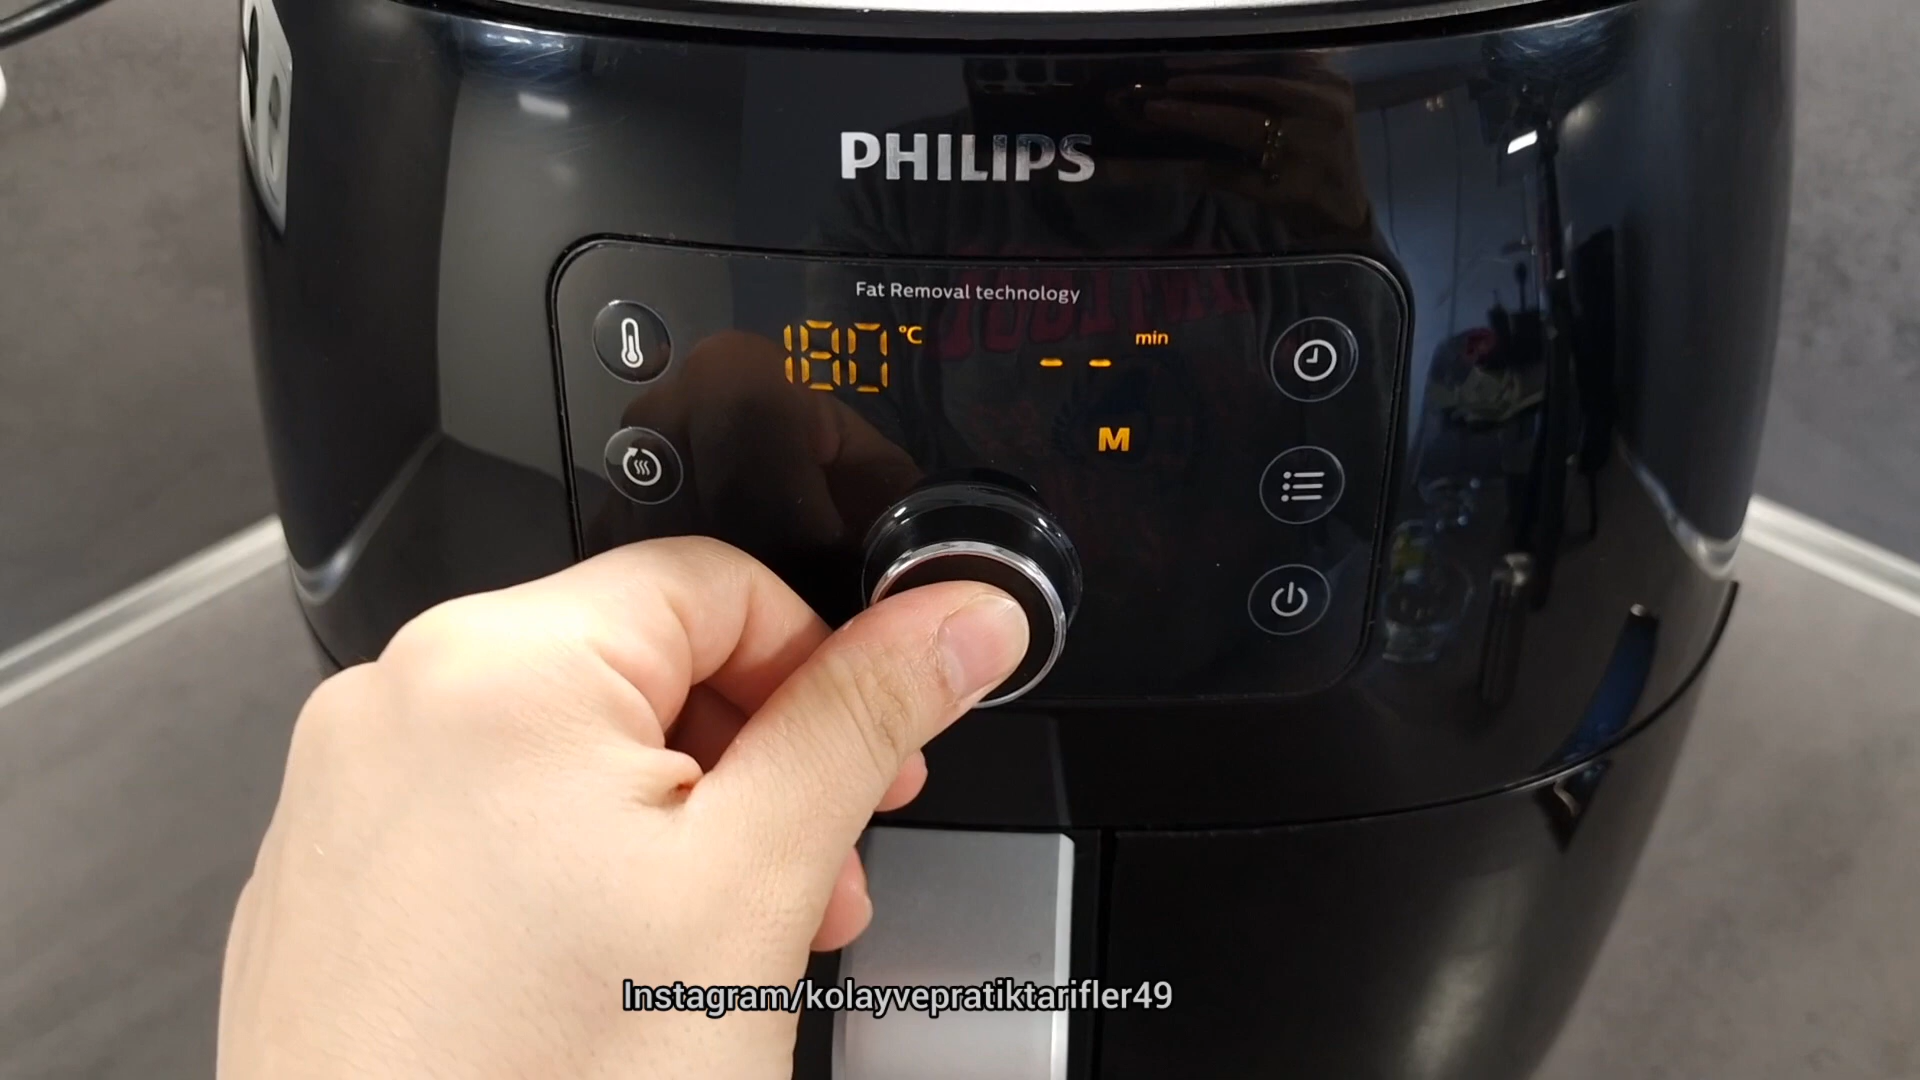 PHILIPS
Fat Removal technology
180 °C -- min
M
Instagram/kolayvepratiktarifler49